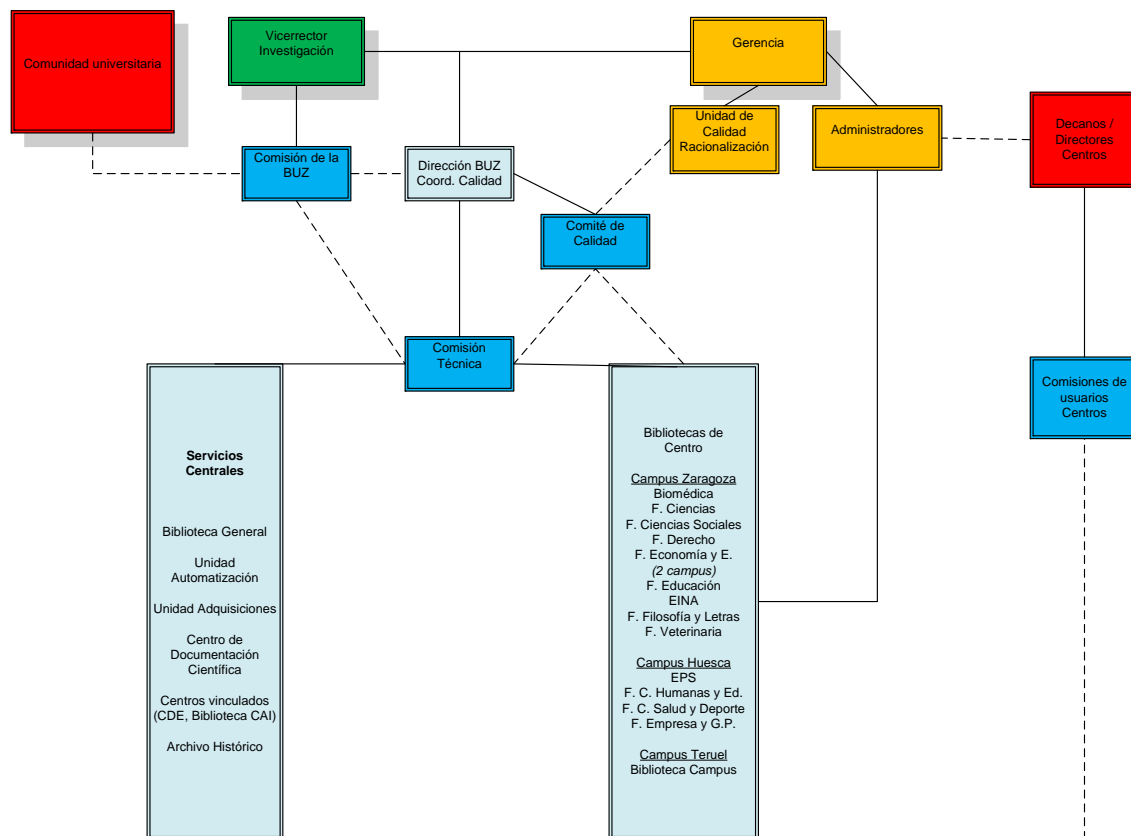 Comunidad universitaria
Vicerrector
Investigación
Gerencia
Unidad de
Calidad
Racionalización
Administradores
Decanos /
Directores
Centros
Comisión de la
BUZ
Dirección BUZ
Coord. Calidad
Comité de
Calidad
Comisión
Técnica
Comisiones de
usuarios
Centros
Servicios
Centrales
Biblioteca General
Unidad
Automatización
Unidad Adquisiciones
Centro de
Documentación
Científica
Centros vinculados
(CDE, Biblioteca CAI)
Archivo Histórico
Bibliotecas de
Centro
Campus Zaragoza
Biomédica
F. Ciencias
F. Ciencias Sociales
F. Derecho
F. Economía y E.
(2 campus)
F. Educación
EINA
F. Filosofía y Letras
F. Veterinaria
Campus Huesca
EPS
F. C. Humanas y Ed.
F. C. Salud y Deporte
F. Empresa y G.P.
Campus Teruel
Biblioteca Campus